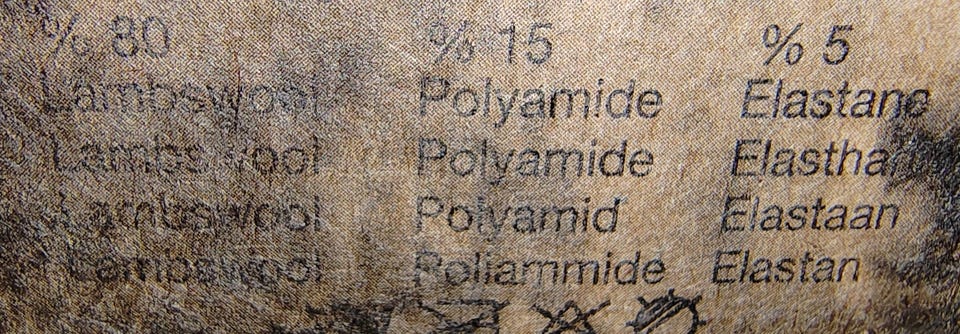 % 80 % 15 % 5
Lambswool Polyamide Elastane
Lambswool Polyamide
Lambswool Polyamid Elastaan
Lambswool Poliammide Elastan